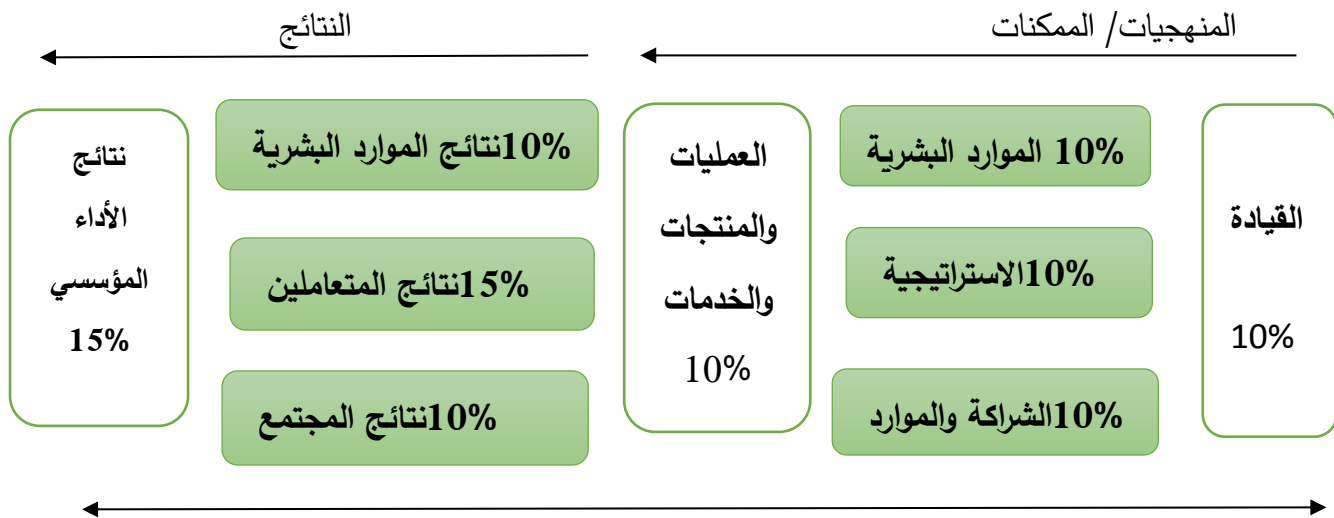 المنهجيات/ الممكنات
النتائج
القيادة
10%
10% الموارد البشرية
10%الاستراتيجية
10%الشراكة والموارد
العمليات
والمنتجات
والخدمات
10%
10%نتائج الموارد البشرية
15%نتائج المتعاملين
10%نتائج المجتمع
نتائج
الأداء
المؤسسي
15%